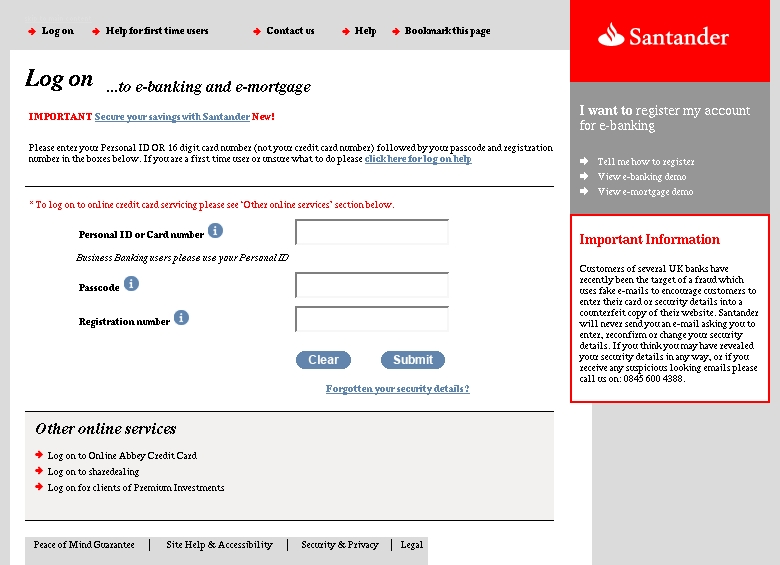 Log on
Help for first time users
Contact us
Help
Bookmark this page
Santander
Log on ...to e-banking and e-mortgage
IMPORTANT Secure your savings with Santander New!
Please enter your Personal ID OR 16 digit card number (not your credit card number) followed by your passcode and registration
number in the boxes below. If you are a first time user or unsure what to do please click here for log on help
* To log on to online credit card servicing please see 'Other online services' section below.
Personal ID or Card number i
Business Banking users please use your Personal ID
Passcode i
Registration number i
Clear
Submit
Forgotten your security details?
Other online services
Log on to Online Abbey Credit Card
Log on to sharedealing
Log on for clients of Premium Investments
Peace of Mind Guarantee | Site Help & Accessibility | Security & Privacy | Legal
I want to register my account
for e-banking
Tell me how to register
View e-banking demo
View e-mortgage demo
Important Information
Customers of several UK banks have
recently been the target of a fraud which
uses fake e-mails to encourage customers to
enter their card or security details into a
counterfeit copy of their website. Santander
will never send you an e-mail asking you to
enter, reconfirm or change your security
details. If you think you may have revealed
your security details in any way, or if you
receive any suspicious looking emails please
call us on: 0845 600 4388.